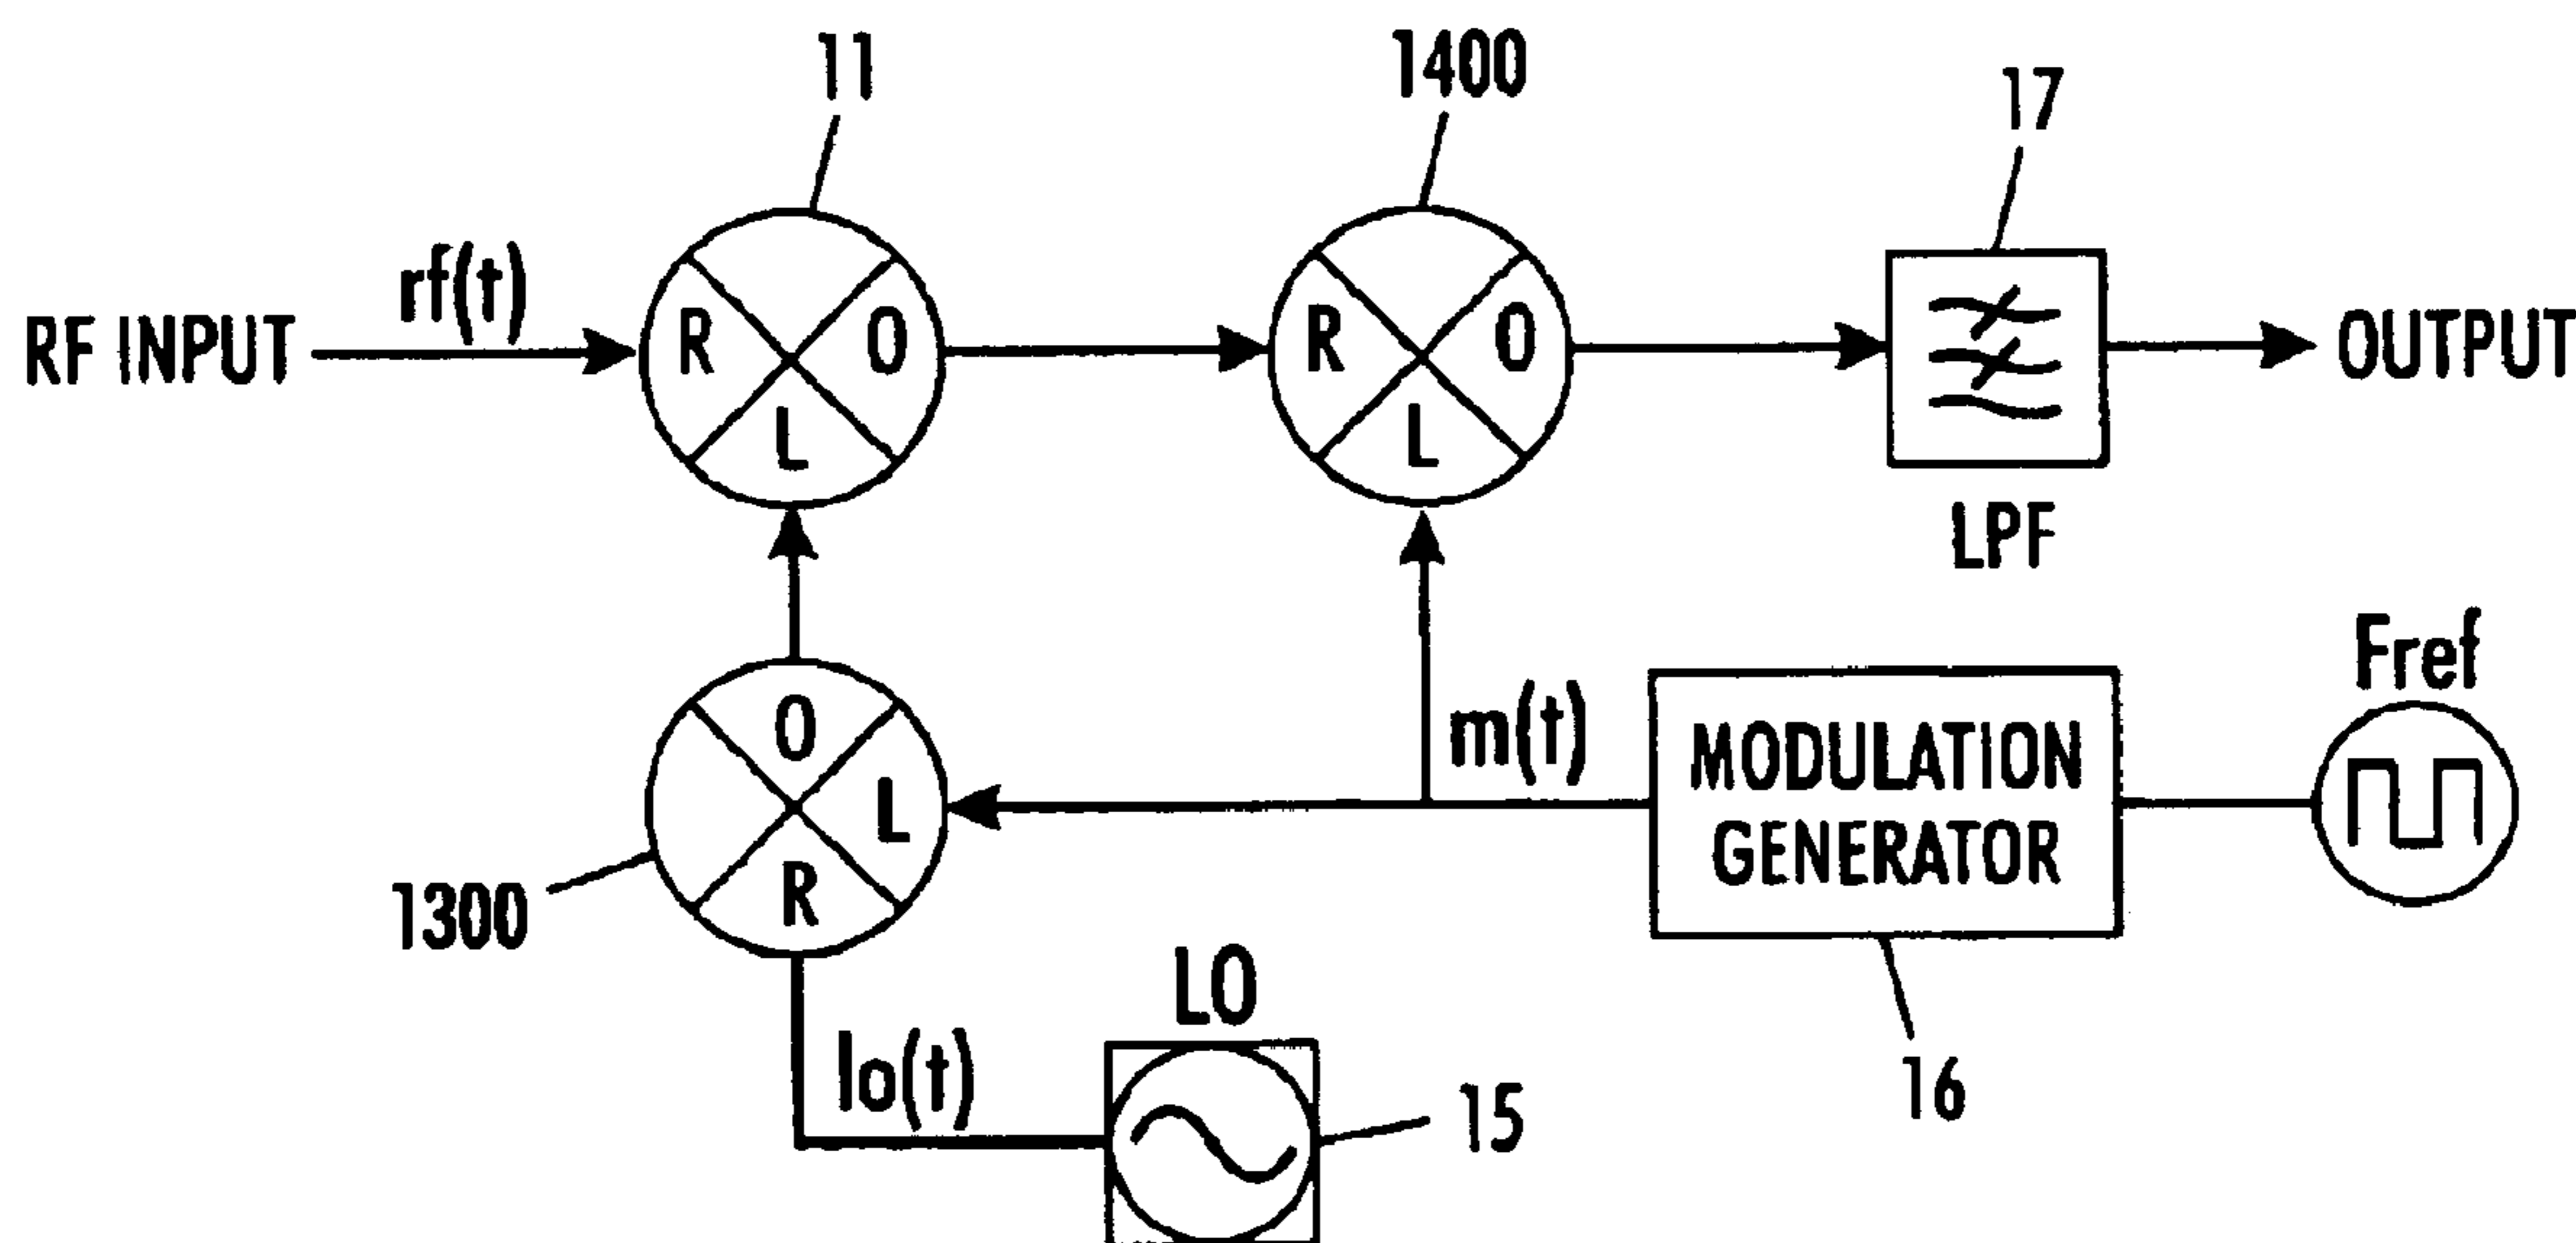 11
1400
17
rf(t)
RF INPUT
R O L
R O L
OUTPUT
LPF
Fref
O L R
m(t)
MODULATION
GENERATOR
1300
LO
lo(t)
15
16